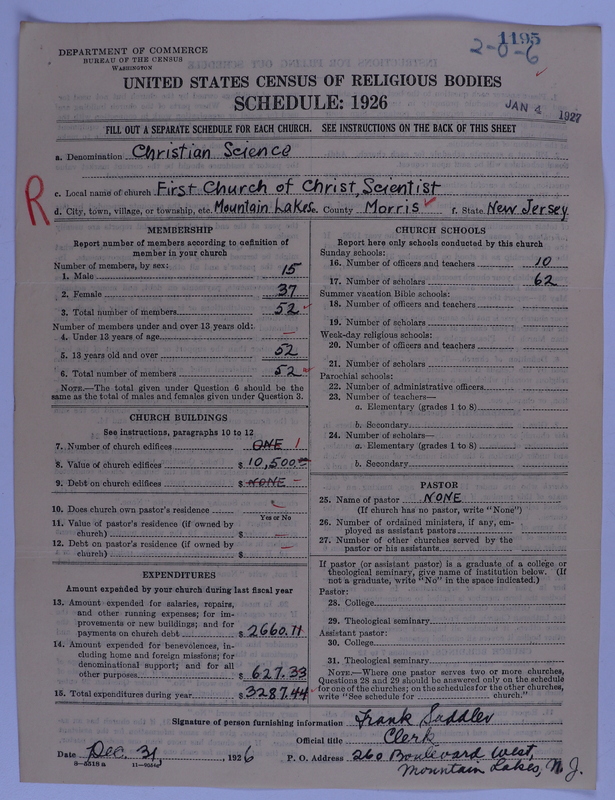 1195
2-0-6
DEPARTMENT OF COMMERCE
BUREAU OF THE CENSUS
WASHINGTON
UNITED STATES CENSUS OF RELIGIOUS BODIES
SCHEDULE: 1926
JAN 4 1927
FILL OUT A SEPARATE SCHEDULE FOR EACH CHURCH. SEE INSTRUCTIONS ON THE BACK OF THIS SHEET
a. Denomination Christian Science
R
c. Local name of church First Church of Christ, Scientist
d. City, town, village, or township, etc. Mountain Lakes e. County Morris f. State New Jersey
MEMBERSHIP
Report number of members according to definition of
member in your church
Number of members, by sex:
1. Male 15
2. Female 37
3. Total number of members 52
Number of members under and over 13 years old:
4. Under 13 years of age —
5. 13 years old and over 52
6. Total number of members 52
NOTE.—The total given under Question 6 should be the
same as the total of males and females given under Question 3.
CHURCH BUILDINGS
See instructions, paragraphs 10 to 12
7. Number of church edifices ONE 1
8. Value of church edifices $ 10,500.
9. Debt on church edifices $ NONE —
10. Does church own pastor's residence
Yes or No
11. Value of pastor's residence (if owned by
church) $ —
12. Debt on pastor's residence (if owned by
church) $ —
EXPENDITURES
Amount expended by your church during last fiscal year
13. Amount expended for salaries, repairs,
and other running expenses; for im-
provements or new buildings; and for
payments on church debt $ 2660.11
14. Amount expended for benevolences, in-
cluding home and foreign missions; for
denominational support; and for all
other purposes $ 627.33
15. Total expenditures during year $ 3287.44
CHURCH SCHOOLS
Report here only schools conducted by this church
Sunday schools:
16. Number of officers and teachers 10
17. Number of scholars 62
Summer vacation Bible schools:
18. Number of officers and teachers
19. Number of scholars
Week-day religious schools:
20. Number of officers and teachers
21. Number of scholars
Parochial schools:
22. Number of administrative officers
23. Number of teachers—
a. Elementary (grades 1 to 8)
b. Secondary
24. Number of scholars—
a. Elementary (grades 1 to 8)
b. Secondary
PASTOR
25. Name of pastor NONE
(If church has no pastor, write "None")
26. Number of ordained ministers, if any, em-
ployed as assistant pastors
27. Number of other churches served by the
pastor or his assistants
If pastor (or assistant pastor) is a graduate of a college or
theological seminary, give name of institution below. (If
not a graduate, write "No" in the space indicated.)
Pastor:
28. College
29. Theological seminary
Assistant pastor:
30. College
31. Theological seminary
NOTE.—Where one pastor serves two or more churches,
Questions 28 and 29 should be answered only on the schedule
for one of the churches; on the schedules for the other churches,
write "See schedule for church."
Signature of person furnishing information Frank Saddler
Official title Clerk
Date Dec. 31, 1926 P. O. Address 260 Boulevard West,
Mountain Lakes, N. J.